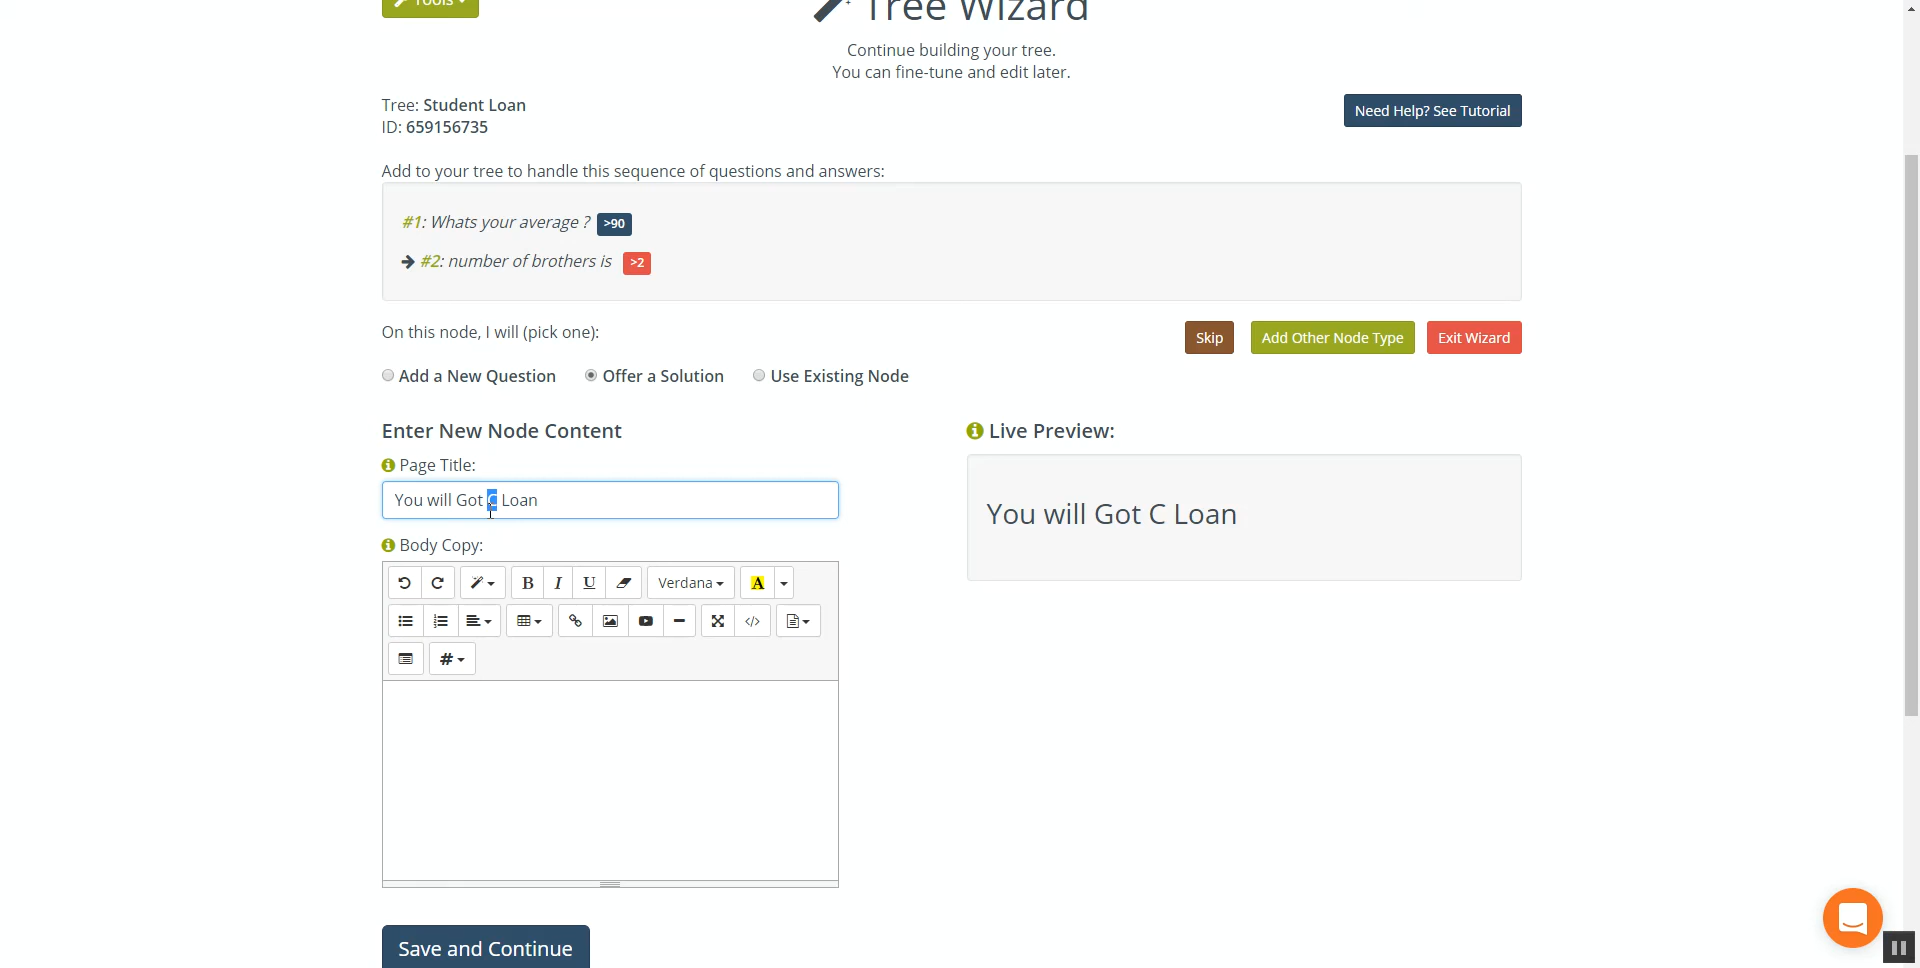 Tools
Tree Wizard
Continue building your tree.
You can fine-tune and edit later.
Tree: Student Loan
ID: 659156735
Need Help? See Tutorial
Add to your tree to handle this sequence of questions and answers:
#1: Whats your average ? >90
#2: number of brothers is >2
On this node, I will (pick one):
Skip
Add Other Node Type
Exit Wizard
Add a New Question
Offer a Solution
Use Existing Node
Enter New Node Content
Page Title:
You will Got C Loan
Body Copy:
B I U
Verdana
A
#
Live Preview:
You will Got C Loan
Save and Continue